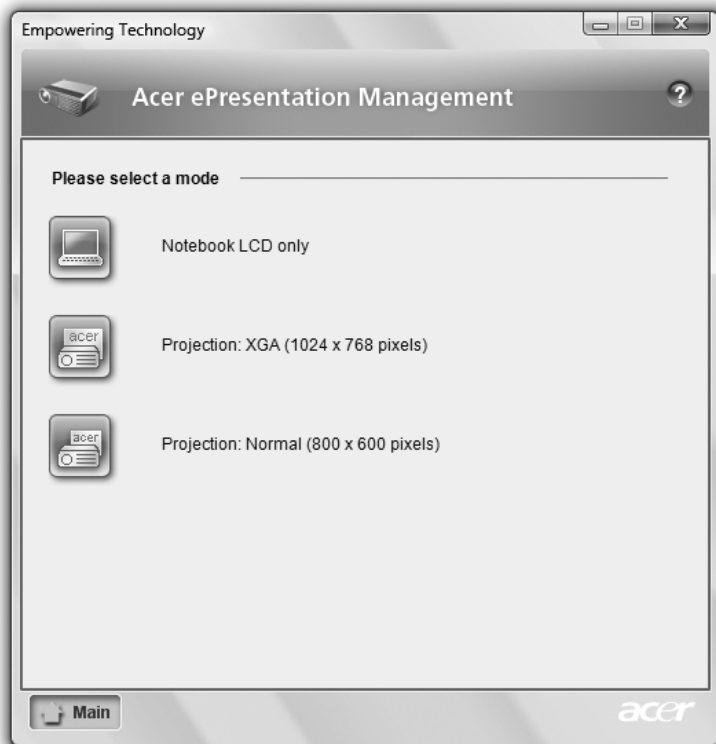 Empowering Technology
Acer ePresentation Management
?
Please select a mode
Notebook LCD only
acer
Projection: XGA (1024 x 768 pixels)
acer
Projection: Normal (800 x 600 pixels)
Main
acer